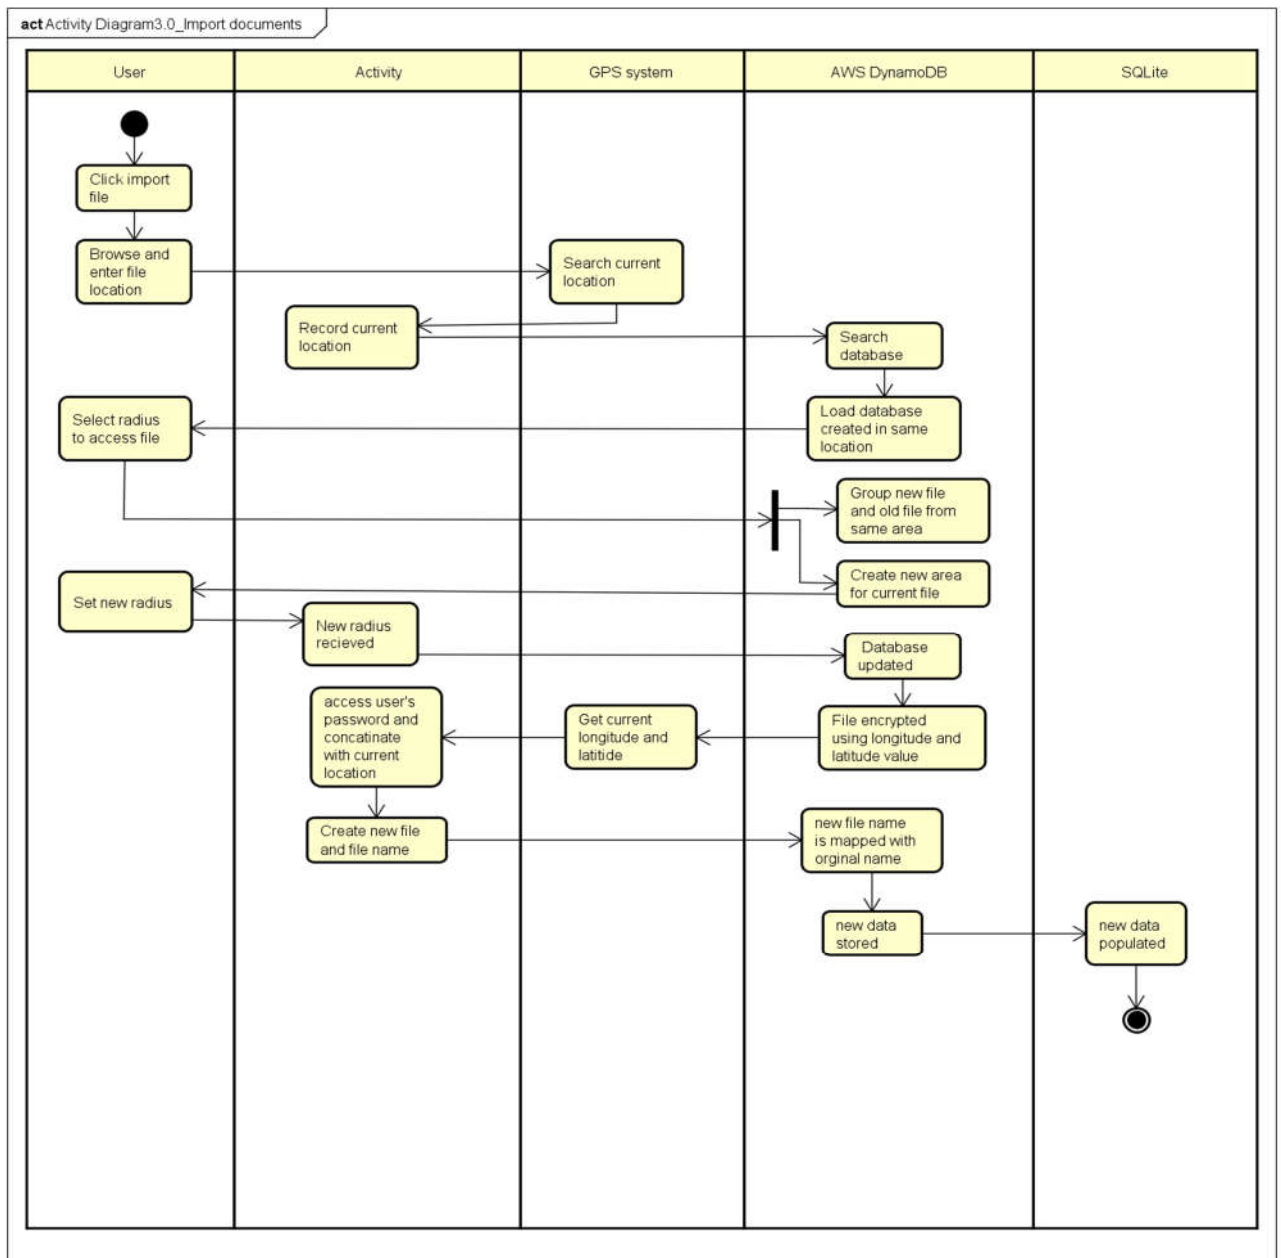 act Activity Diagram3.0_Import documents
User
Activity
GPS system
AWS DynamoDB
SQLite
Click import
file
Browse and
enter file
location
Search current
location
Record current
location
Search
database
Select radius
to access file
Load database
created in same
location
Group new file
and old file from
same area
Create new area
for current file
Set new radius
New radius
recieved
Database
updated
access user's
password and
concatinate
with current
location
Get current
longitude and
latitide
File encrypted
using longitude and
latitude value
Create new file
and file name
new file name
is mapped with
orginal name
new data
stored
new data
populated